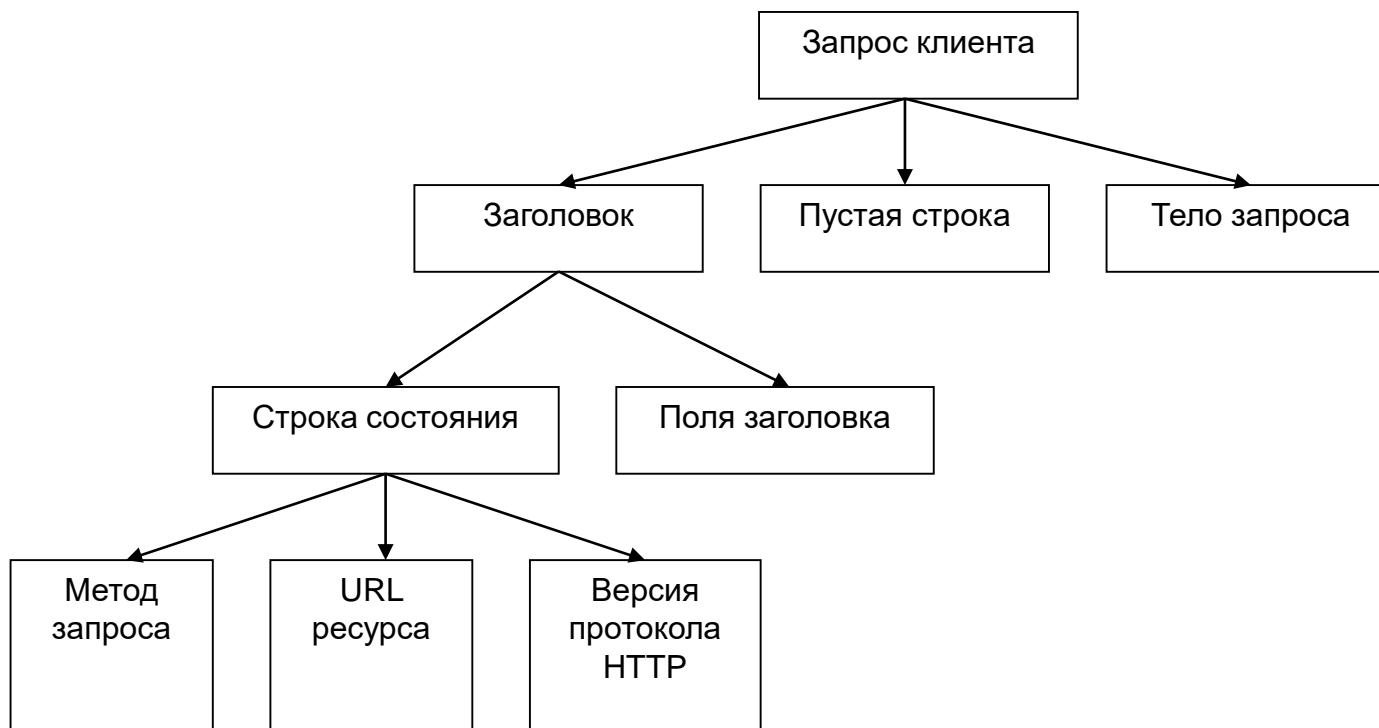 Запрос клиента
Заголовок
Пустая строка
Тело запроса
Строка состояния
Поля заголовка
Метод
запроса
URL
ресурса
Версия
протокола
HTTP